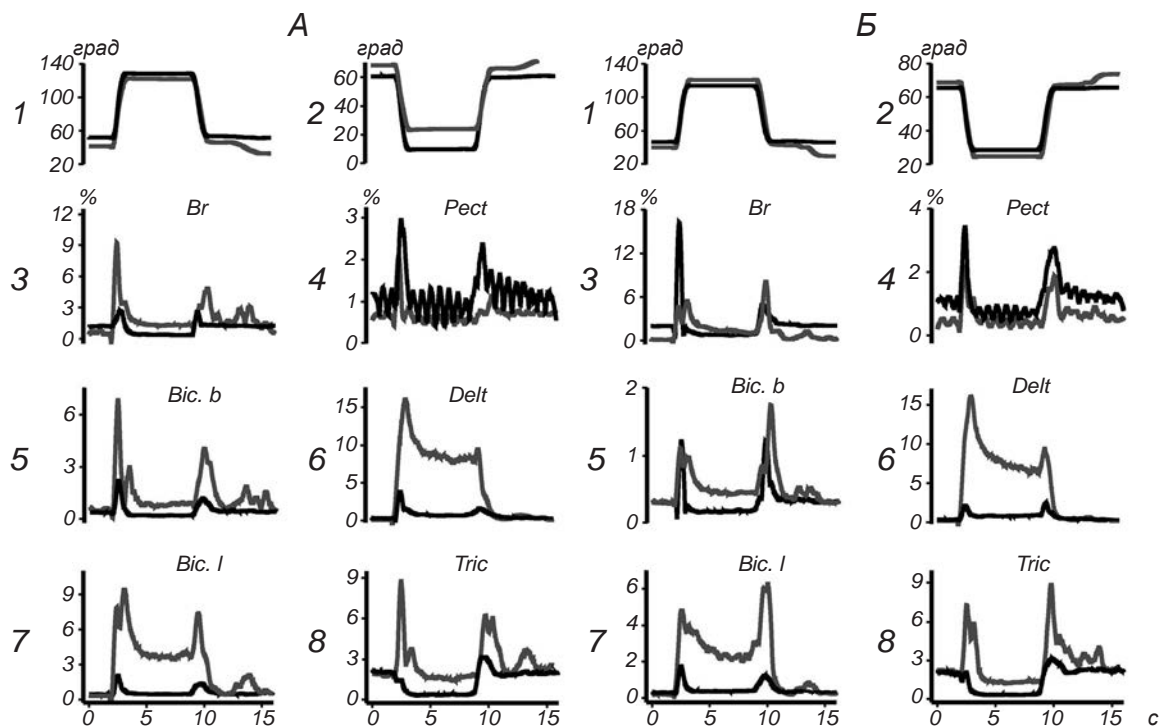 А Б
град град град град
1 140 100 60 20
2 60 40 20 0
1 140 100 60 20
2 80 60 40 20
% Br % Pect % Br % Pect
3 12 9 6 3 0
4 3 2 1 0
3 18 12 6 0
4 4 2 0
Bic. b Delt Bic. b Delt
5 6 3 0
6 15 10 5 0
5 2 1 0
6 15 10 5 0
Bic. l Tric Bic. l Tric
7 9 6 3 0
8 9 6 3 0
7 6 4 2 0
8 9 6 3 0
0 5 10 15 0 5 10 15 0 5 10 15 0 5 10 15 с